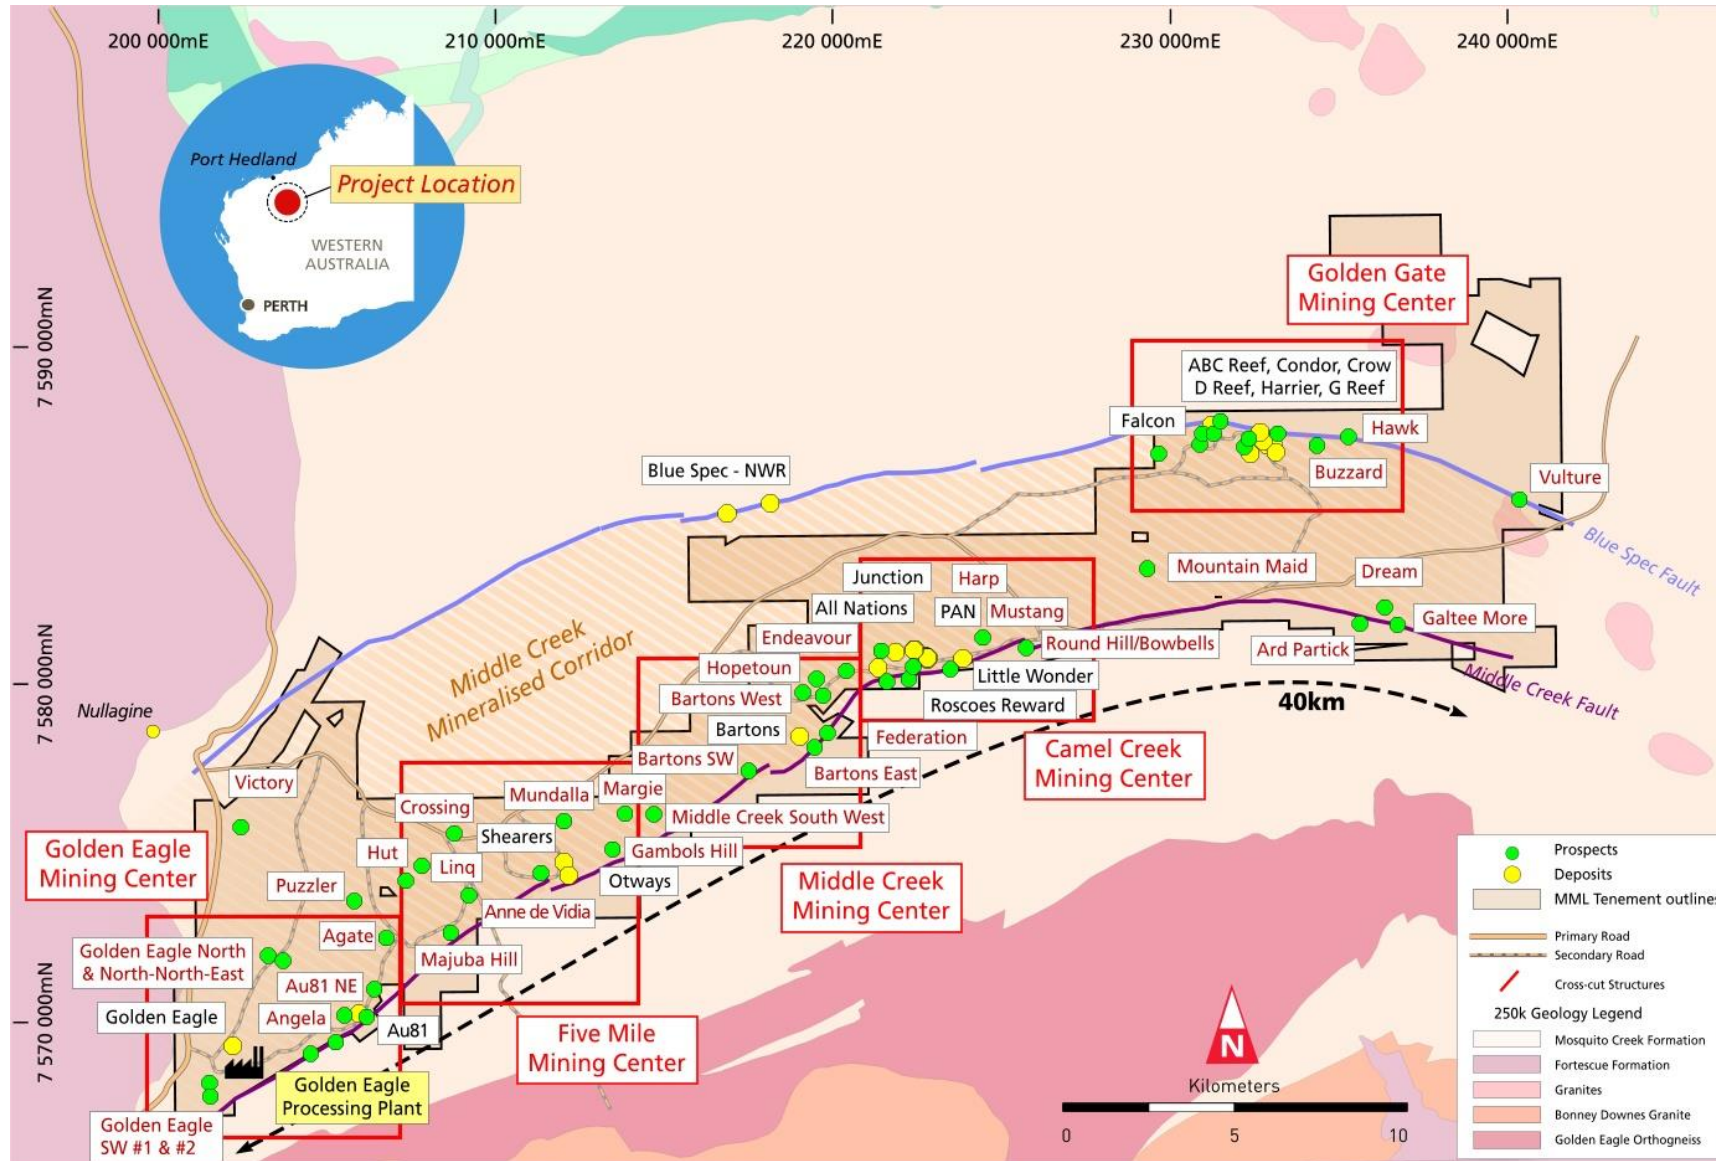 200 000mE
210 000mE
220 000mE
230 000mE
240 000mE
7 590 000mN
7 580 000mN
7 570 000mN
Port Hedland
Project Location
WESTERN
AUSTRALIA
PERTH
Golden Gate
Mining Center
ABC Reef, Condor, Crow
D Reef, Harrier, G Reef
Falcon
Hawk
Buzzard
Vulture
Blue Spec - NWR
Blue Spec Fault
Mountain Maid
Dream
Galtee More
Ard Partick
Middle Creek Fault
40km
Junction
Harp
All Nations
PAN
Mustang
Endeavour
Round Hill/Bowbells
Hopetoun
Little Wonder
Bartons West
Roscoes Reward
Bartons
Federation
Camel Creek
Mining Center
Bartons SW
Bartons East
Middle Creek
Mineralised Corridor
Nullagine
Victory
Crossing
Mundalla
Margie
Middle Creek South West
Shearers
Gambols Hill
Golden Eagle
Mining Center
Hut
Linq
Otways
Middle Creek
Mining Center
Puzzler
Anne de Vidia
Agate
Majuba Hill
Golden Eagle North
& North-North-East
Au81 NE
Golden Eagle
Angela
Au81
Five Mile
Mining Center
Golden Eagle
Processing Plant
Golden Eagle
SW #1 & #2
N
Kilometers
0
5
10
Prospects
Deposits
MML Tenement outlines
Primary Road
Secondary Road
Cross-cut Structures
250k Geology Legend
Mosquito Creek Formation
Fortescue Formation
Granites
Bonney Downes Granite
Golden Eagle Orthogneiss